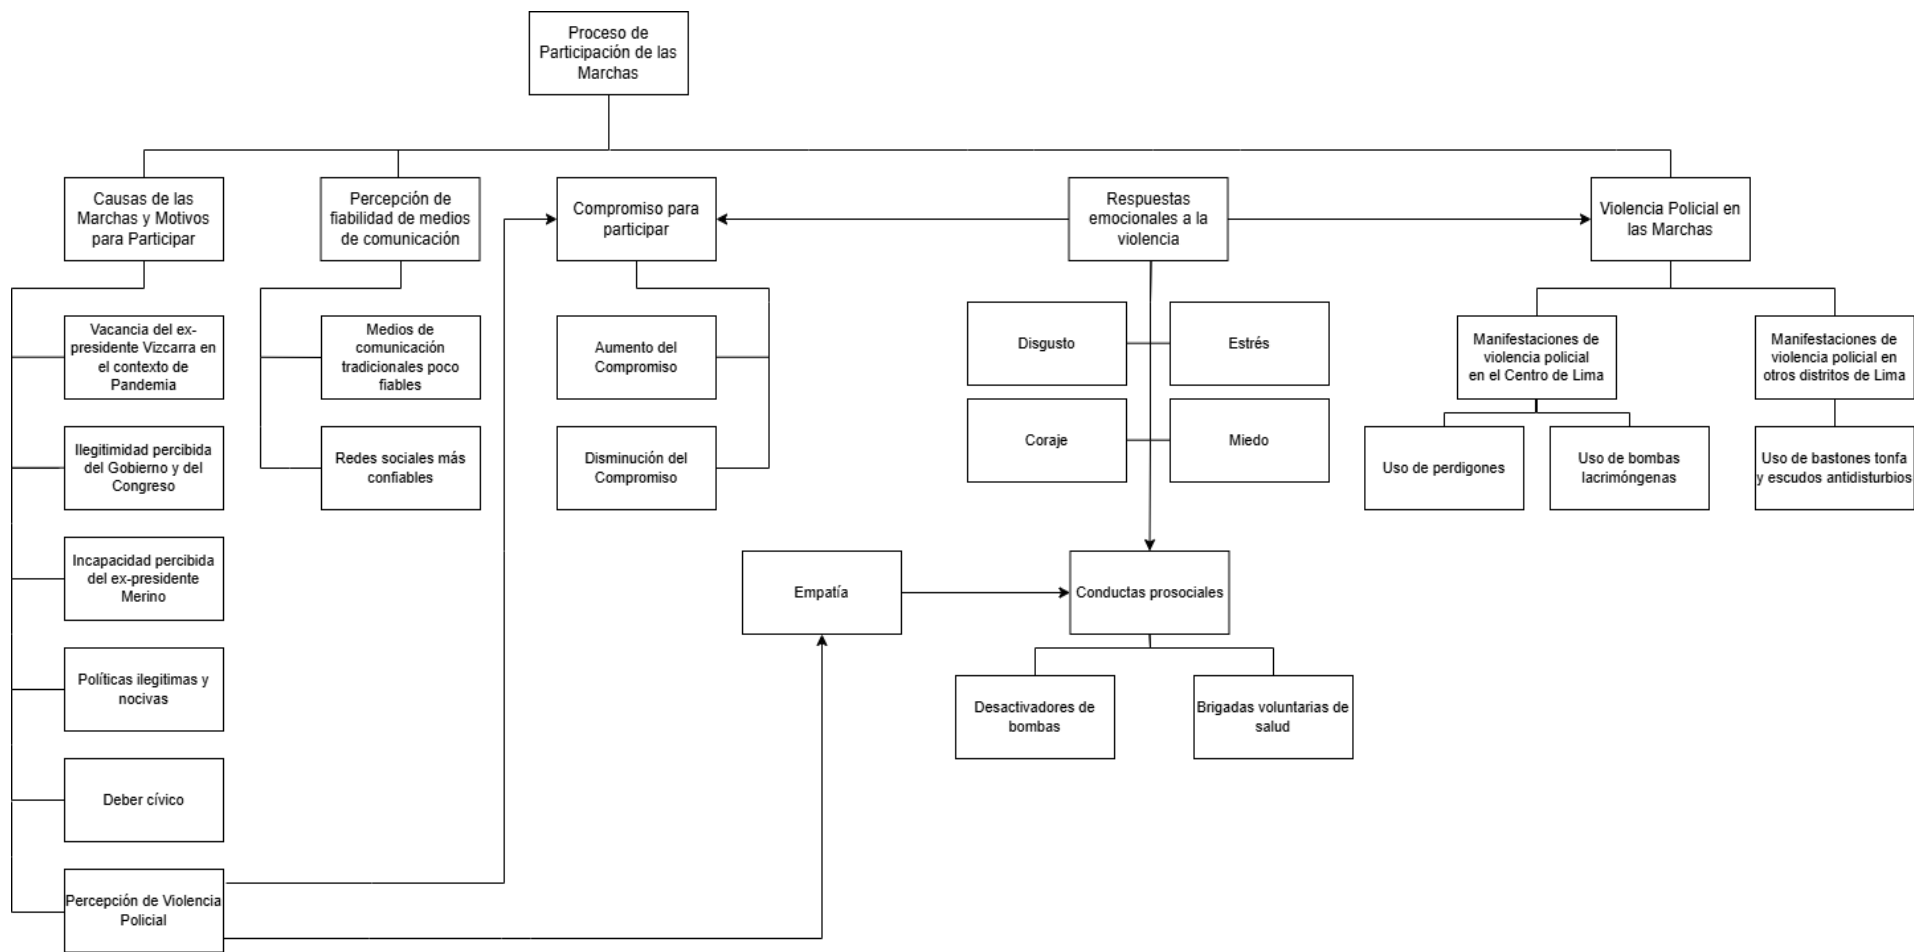 Proceso de
Participación de las
Marchas
Causas de las
Marchas y Motivos
para Participar
Percepción de
fiabilidad de medios
de comunicación
Compromiso para
participar
Respuestas
emocionales a la
violencia
Violencia Policial en
las Marchas
Vacancia del ex-
presidente Vizcarra en
el contexto de
Pandemia
Medios de
comunicación
tradicionales poco
fiables
Aumento del
Compromiso
Disgusto
Estrés
Manifestaciones de
violencia policial
en el Centro de Lima
Manifestaciones de
violencia policial en
otros distritos de Lima
Ilegitimidad percibida
del Gobierno y del
Congreso
Redes sociales más
confiables
Disminución del
Compromiso
Coraje
Miedo
Uso de perdigones
Uso de bombas
lacrimóngenas
Uso de bastones tonfa
y escudos antidisturbios
Incapacidad percibida
del ex-presidente
Merino
Empatía
Conductas prosociales
Políticas ilegitimas y
nocivas
Desactivadores de
bombas
Brigadas voluntarias de
salud
Deber cívico
Percepción de Violencia
Policial